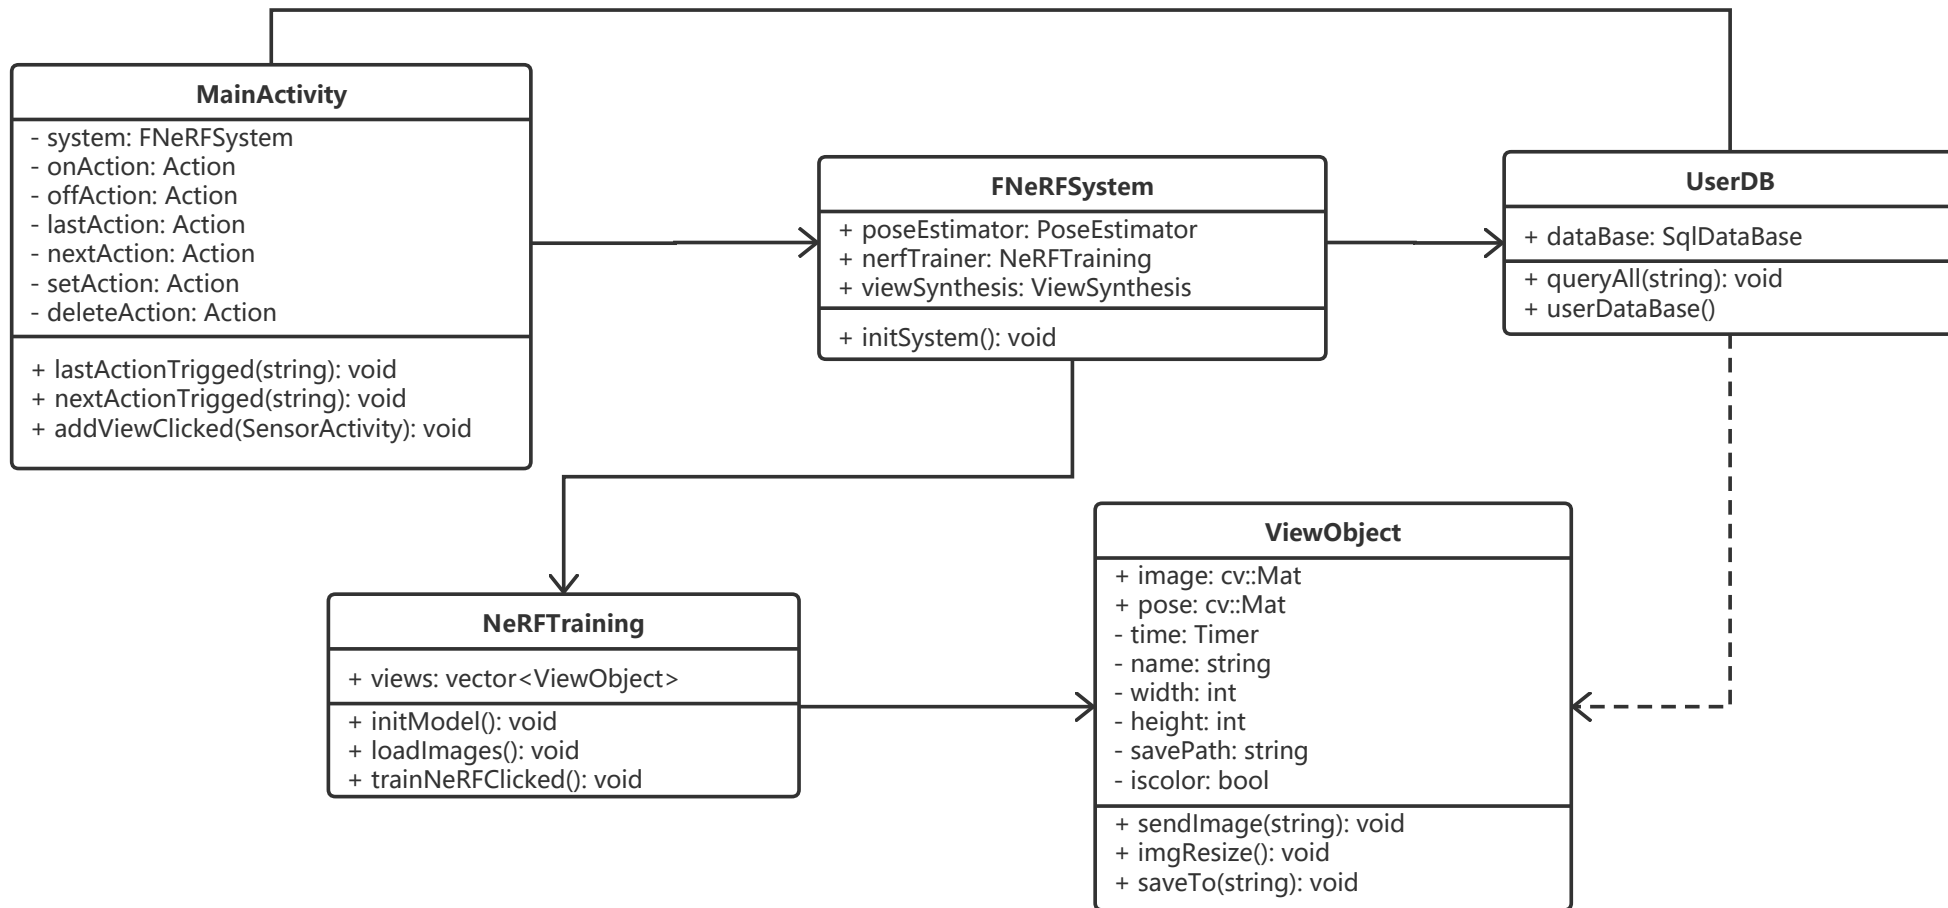 MainActivity
- system: FNeRFSystem
- onAction: Action
- offAction: Action
- lastAction: Action
- nextAction: Action
- setAction: Action
- deleteAction: Action
+ lastActionTrigged(string): void
+ nextActionTrigged(string): void
+ addViewClicked(SensorActivity): void
FNeRFSystem
+ poseEstimator: PoseEstimator
+ nerfTrainer: NeRFTraining
+ viewSynthesis: ViewSynthesis
+ initSystem(): void
UserDB
+ dataBase: SqlDataBase
+ queryAll(string): void
+ userDataBase()
NeRFTraining
+ views: vector<ViewObject>
+ initModel(): void
+ loadImages(): void
+ trainNeRFClicked(): void
ViewObject
+ image: cv::Mat
+ pose: cv::Mat
- time: Timer
- name: string
- width: int
- height: int
- savePath: string
- iscolor: bool
+ sendImage(string): void
+ imgResize(): void
+ saveTo(string): void